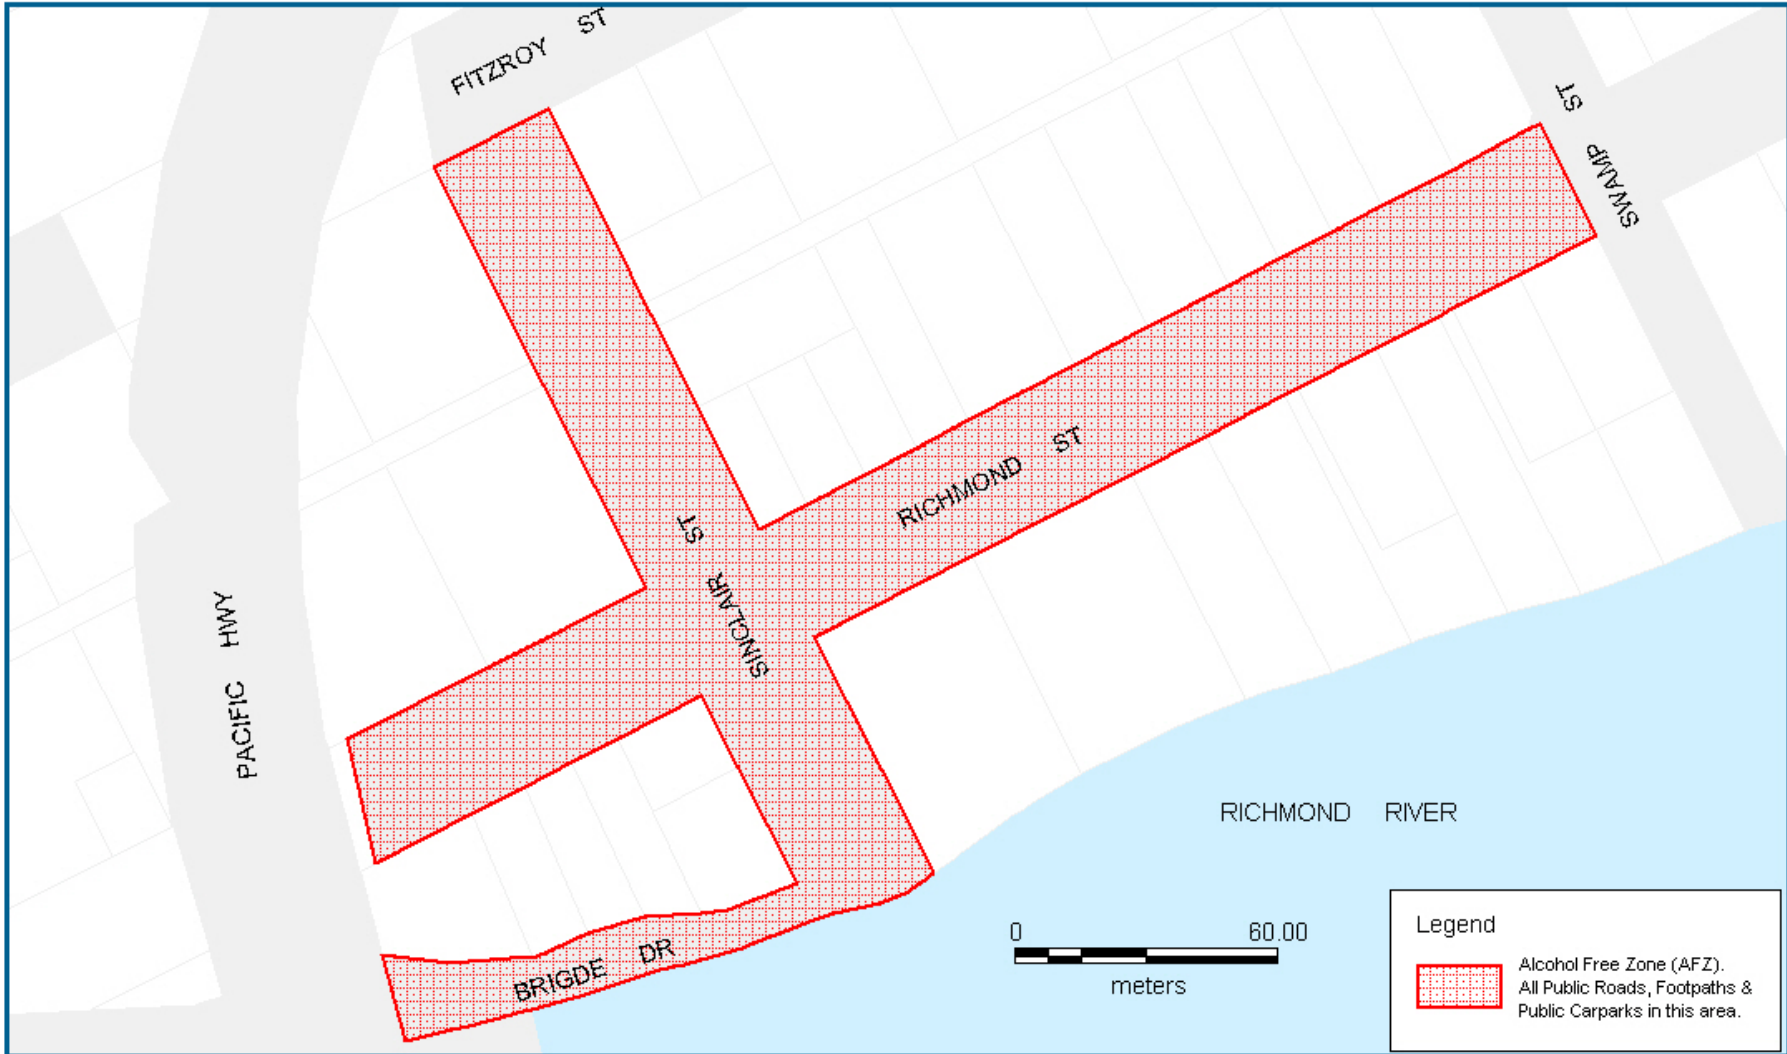 FITZROY ST
SWAMP ST
RICHMOND ST
SINCLAIR ST
PACIFIC HWY
RICHMOND RIVER
BRIGDE DR
0 60.00
meters
Legend
Alcohol Free Zone (AFZ).
All Public Roads, Footpaths &
Public Carparks in this area.